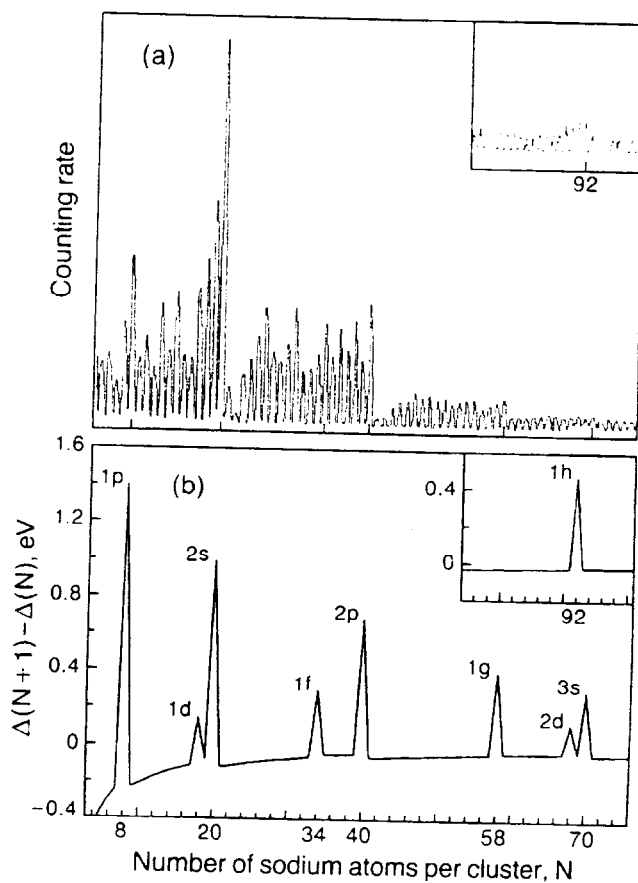 (a)
Counting rate
92
1.6
1.2
0.8
0.4
0
−0.4
Δ(N+1)−Δ(N), eV
(b)
1p
1d
2s
1f
2p
1g
2d
3s
0.4
0
1h
92
8
20
34
40
58
70
Number of sodium atoms per cluster, N